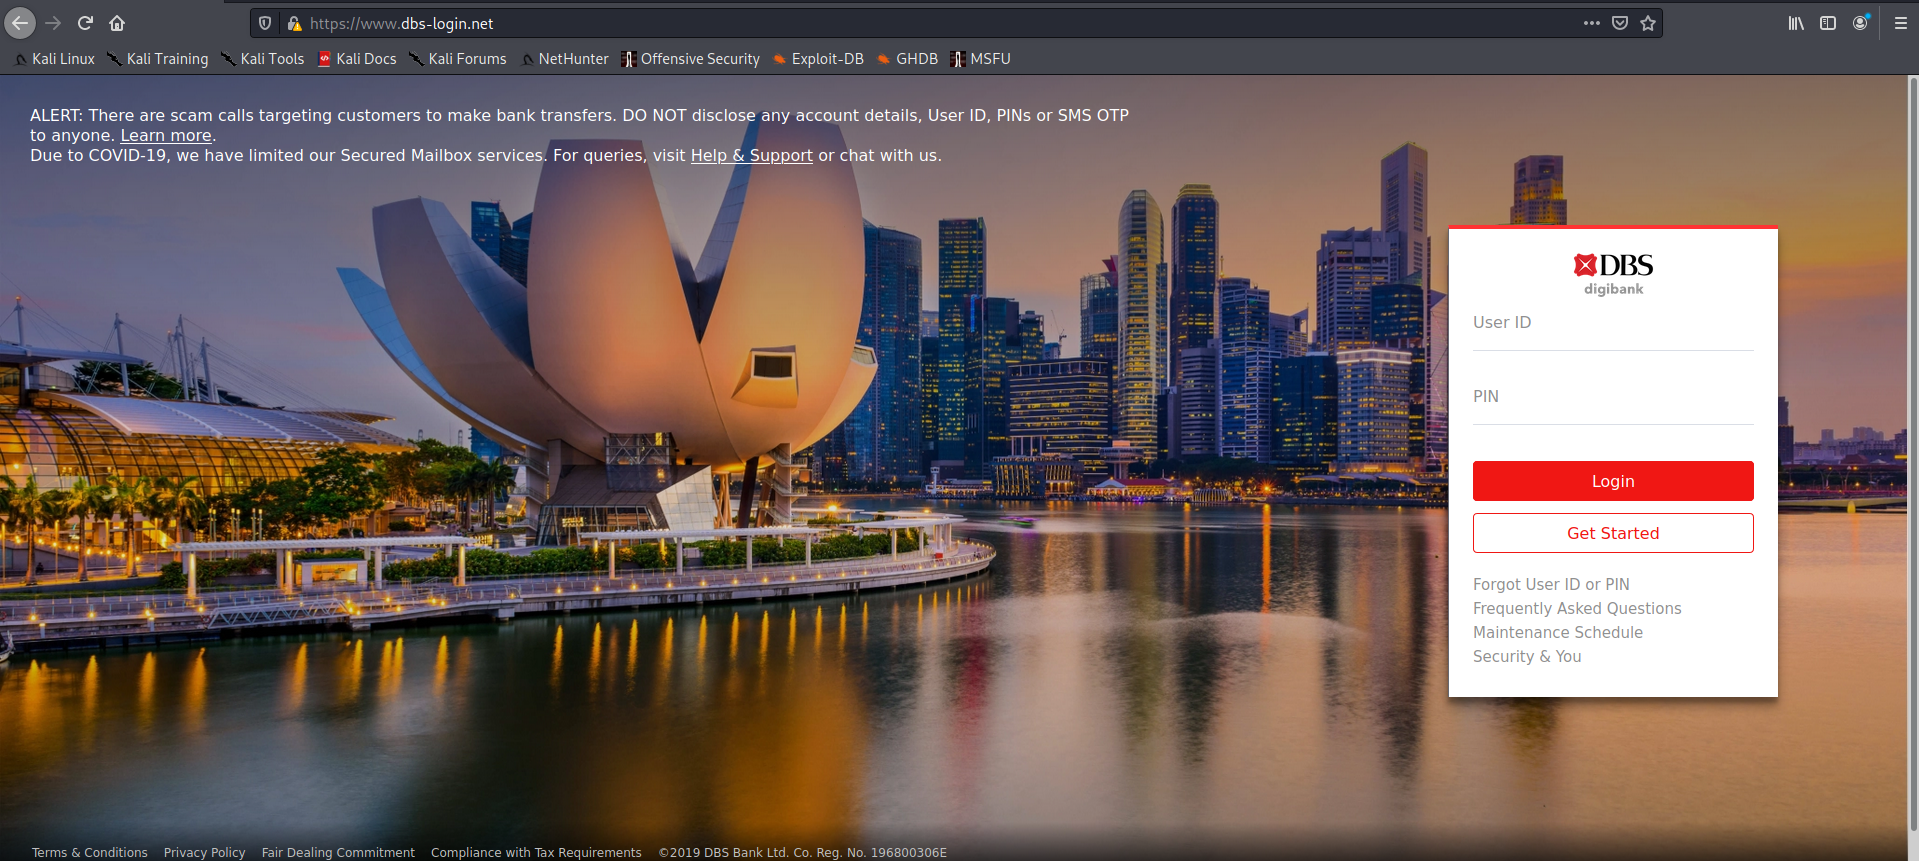 https://www.dbs-login.net
Kali Linux Kali Training Kali Tools Kali Docs Kali Forums NetHunter Offensive Security Exploit-DB GHDB MSFU
ALERT: There are scam calls targeting customers to make bank transfers. DO NOT disclose any account details, User ID, PINs or SMS OTP
to anyone. Learn more.
Due to COVID-19, we have limited our Secured Mailbox services. For queries, visit Help & Support or chat with us.
DBS
digibank
User ID
PIN
Login
Get Started
Forgot User ID or PIN
Frequently Asked Questions
Maintenance Schedule
Security & You
Terms & Conditions Privacy Policy Fair Dealing Commitment Compliance with Tax Requirements ©2019 DBS Bank Ltd. Co. Reg. No. 196800306E